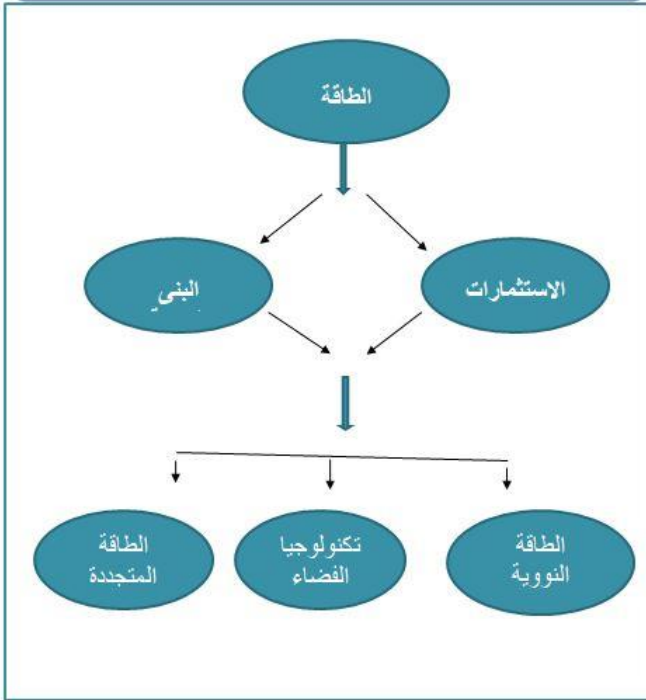 الطاقة
الاستثمارات
البنى
الطاقة
النووية
تكنولوجيا
الفضاء
الطاقة
المتجددة